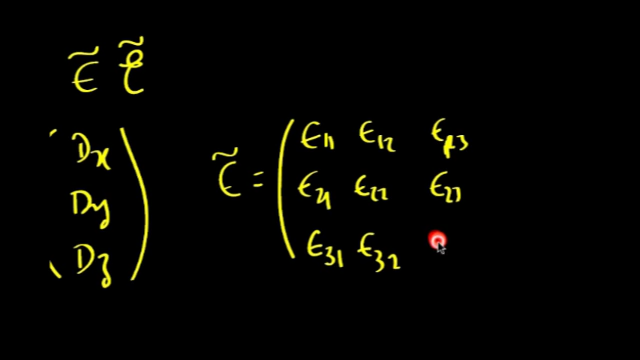 ε̃ ℰ̃
Dx
Dy
Dz
ε̃ = ( ε11 ε12 ε13
ε21 ε22 ε23
ε31 ε32